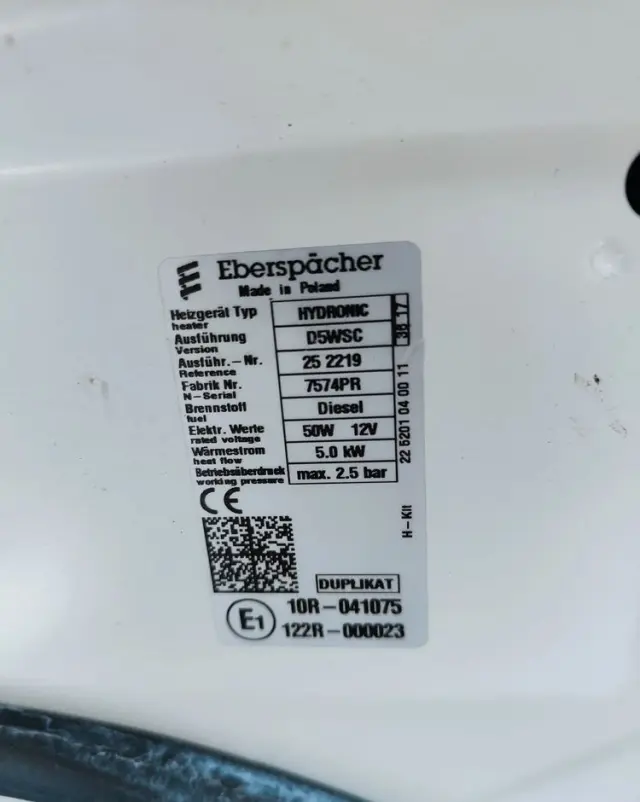 Eberspächer
Made in Poland
Heizgerät Typ HYDRONIC
heater
Ausführung D5WSC
Version
Ausführ.-Nr. 25 2219
Reference
Fabrik Nr. 7574PR
N-Serial
Brennstoff Diesel
fuel
Elektr. Werte 50W 12V
rated voltage
Wärmestrom 5.0 kW
heat flow
Betriebsüberdruck max. 2.5 bar
working pressure
38 17
22 5201 04 00 11
H-Kit
CE
DUPLIKAT
E1
10R-041075
122R-000023